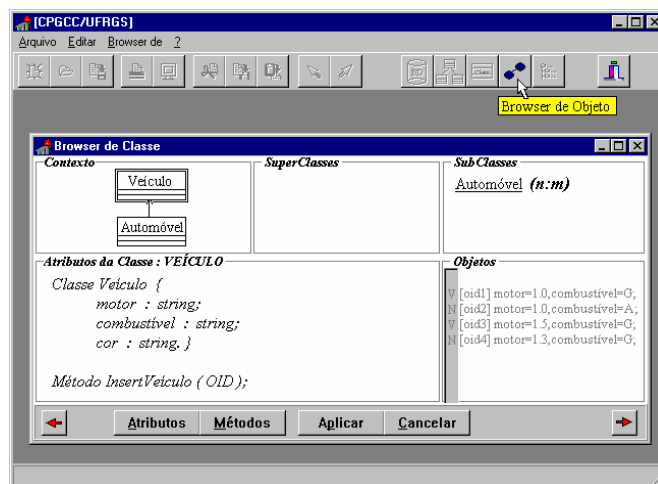 [CPGCC/UFRGS]
Arquivo Editar Browser de ?
BD
Class
Browser de Objeto
Browser de Classe
Contexto
SuperClasses
SubClasses
Veículo
Automóvel
Automóvel (n:m)
Atributos da Classe : VEÍCULO
Classe Veículo {
motor : string;
combustível : string;
cor : string. }
Método InsertVeículo ( OID );
Objetos
V [oid1] motor=1.0,combustível=G;
N [oid2] motor=1.0,combustível=A;
V [oid3] motor=1.5,combustível=G;
N [oid4] motor=1.3,combustível=G;
Atributos Métodos Aplicar Cancelar